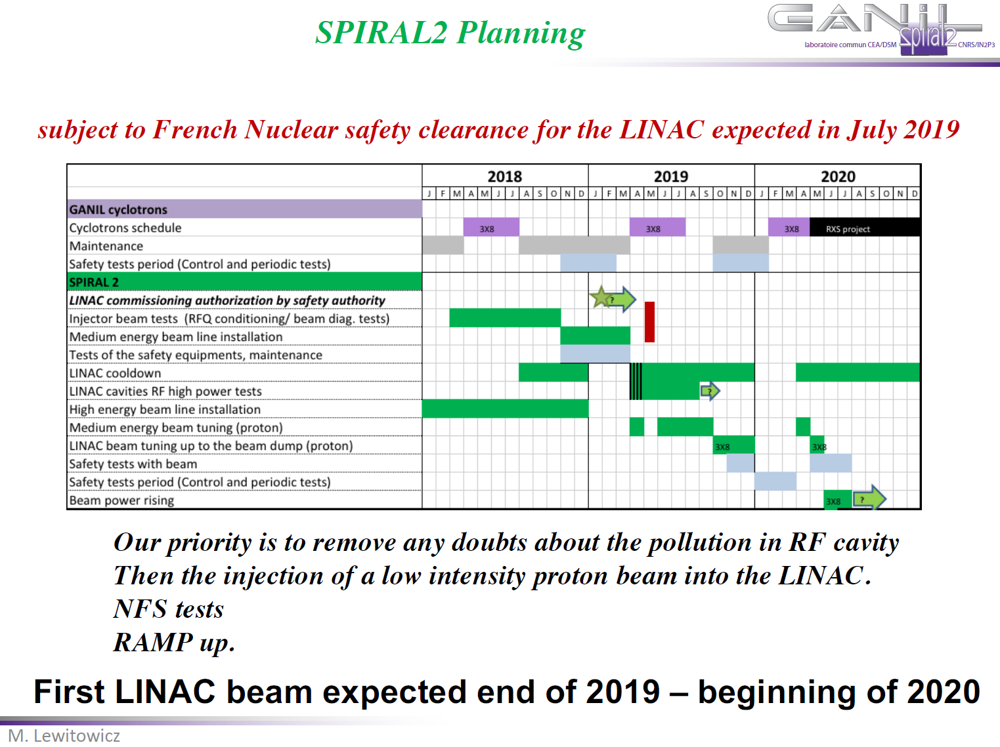 SPIRAL2 Planning
GANIL
spiral2
laboratoire commun CEA/DSM
CNRS/IN2P3
subject to French Nuclear safety clearance for the LINAC expected in July 2019
2018 2019 2020
J F M A M J J A S O N D J F M A M J J A S O N D J F M A M J J A S O N D
GANIL cyclotrons
Cyclotrons schedule 3X8 3X8 3X8 RXS project
Maintenance
Safety tests period (Control and periodic tests)
SPIRAL 2
LINAC commissioning authorization by safety authority ?
Injector beam tests (RFQ conditioning/ beam diag. tests)
Medium energy beam line installation
Tests of the safety equipments, maintenance
LINAC cooldown
LINAC cavities RF high power tests ?
High energy beam line installation
Medium energy beam tuning (proton)
LINAC beam tuning up to the beam dump (proton) 3X8 3X8
Safety tests with beam
Safety tests period (Control and periodic tests)
Beam power rising 3X8 ?
Our priority is to remove any doubts about the pollution in RF cavity
Then the injection of a low intensity proton beam into the LINAC.
NFS tests
RAMP up.
First LINAC beam expected end of 2019 – beginning of 2020
M. Lewitowicz